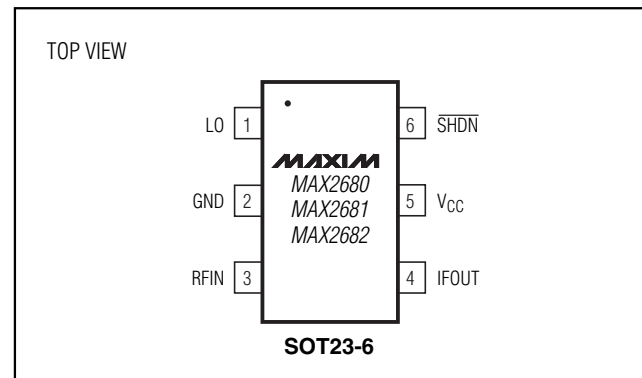 TOP VIEW
LO 1
6 SHDN
MAXIM
MAX2680
GND 2
MAX2681
5 VCC
MAX2682
RFIN 3
4 IFOUT
SOT23-6